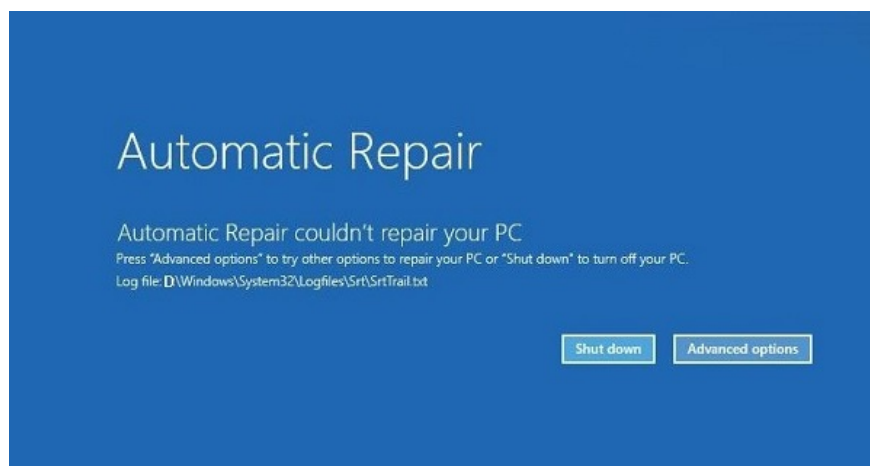 Automatic Repair
Automatic Repair couldn't repair your PC
Press "Advanced options" to try other options to repair your PC or "Shut down" to turn off your PC.
Log file: D\Windows\System32\Logfiles\Srt\SrtTrail.txt
Shut down
Advanced options